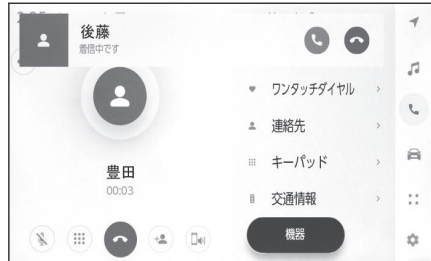 後藤
着信中です
豊田
00:03
ワンタッチダイヤル
連絡先
キーパッド
交通情報
機器